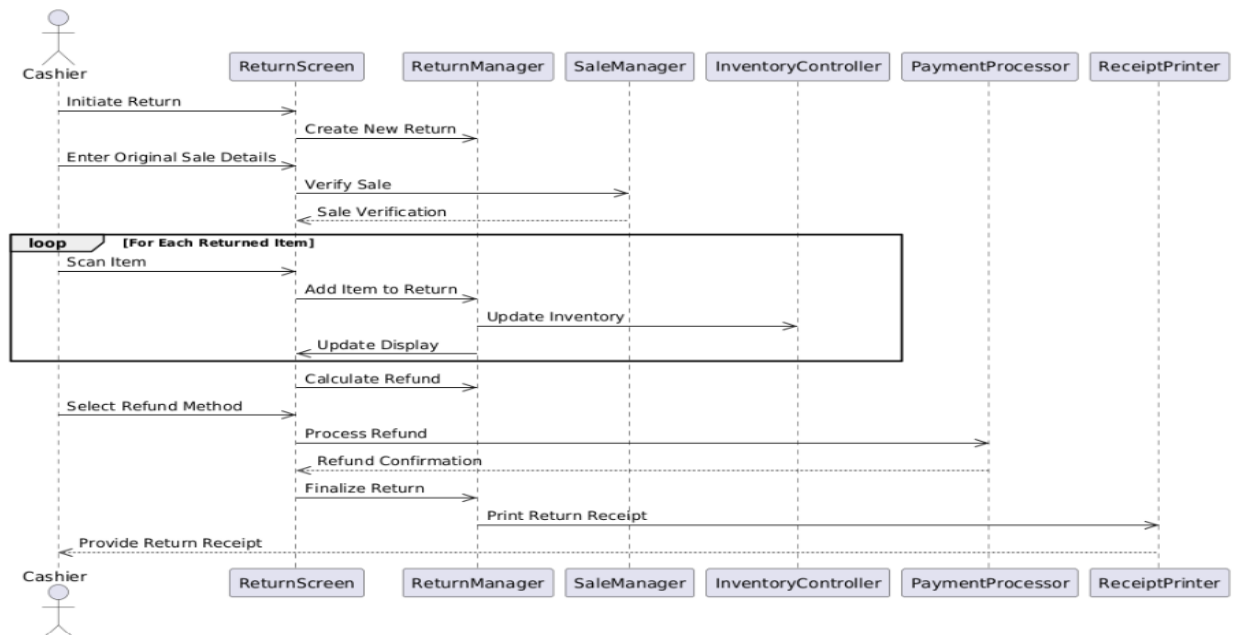 Cashier
ReturnScreen ReturnManager SaleManager InventoryController PaymentProcessor ReceiptPrinter
Initiate Return
Create New Return
Enter Original Sale Details
Verify Sale
Sale Verification
loop [For Each Returned Item]
Scan Item
Add Item to Return
Update Inventory
Update Display
Calculate Refund
Select Refund Method
Process Refund
Refund Confirmation
Finalize Return
Print Return Receipt
Provide Return Receipt
Cashier
ReturnScreen ReturnManager SaleManager InventoryController PaymentProcessor ReceiptPrinter